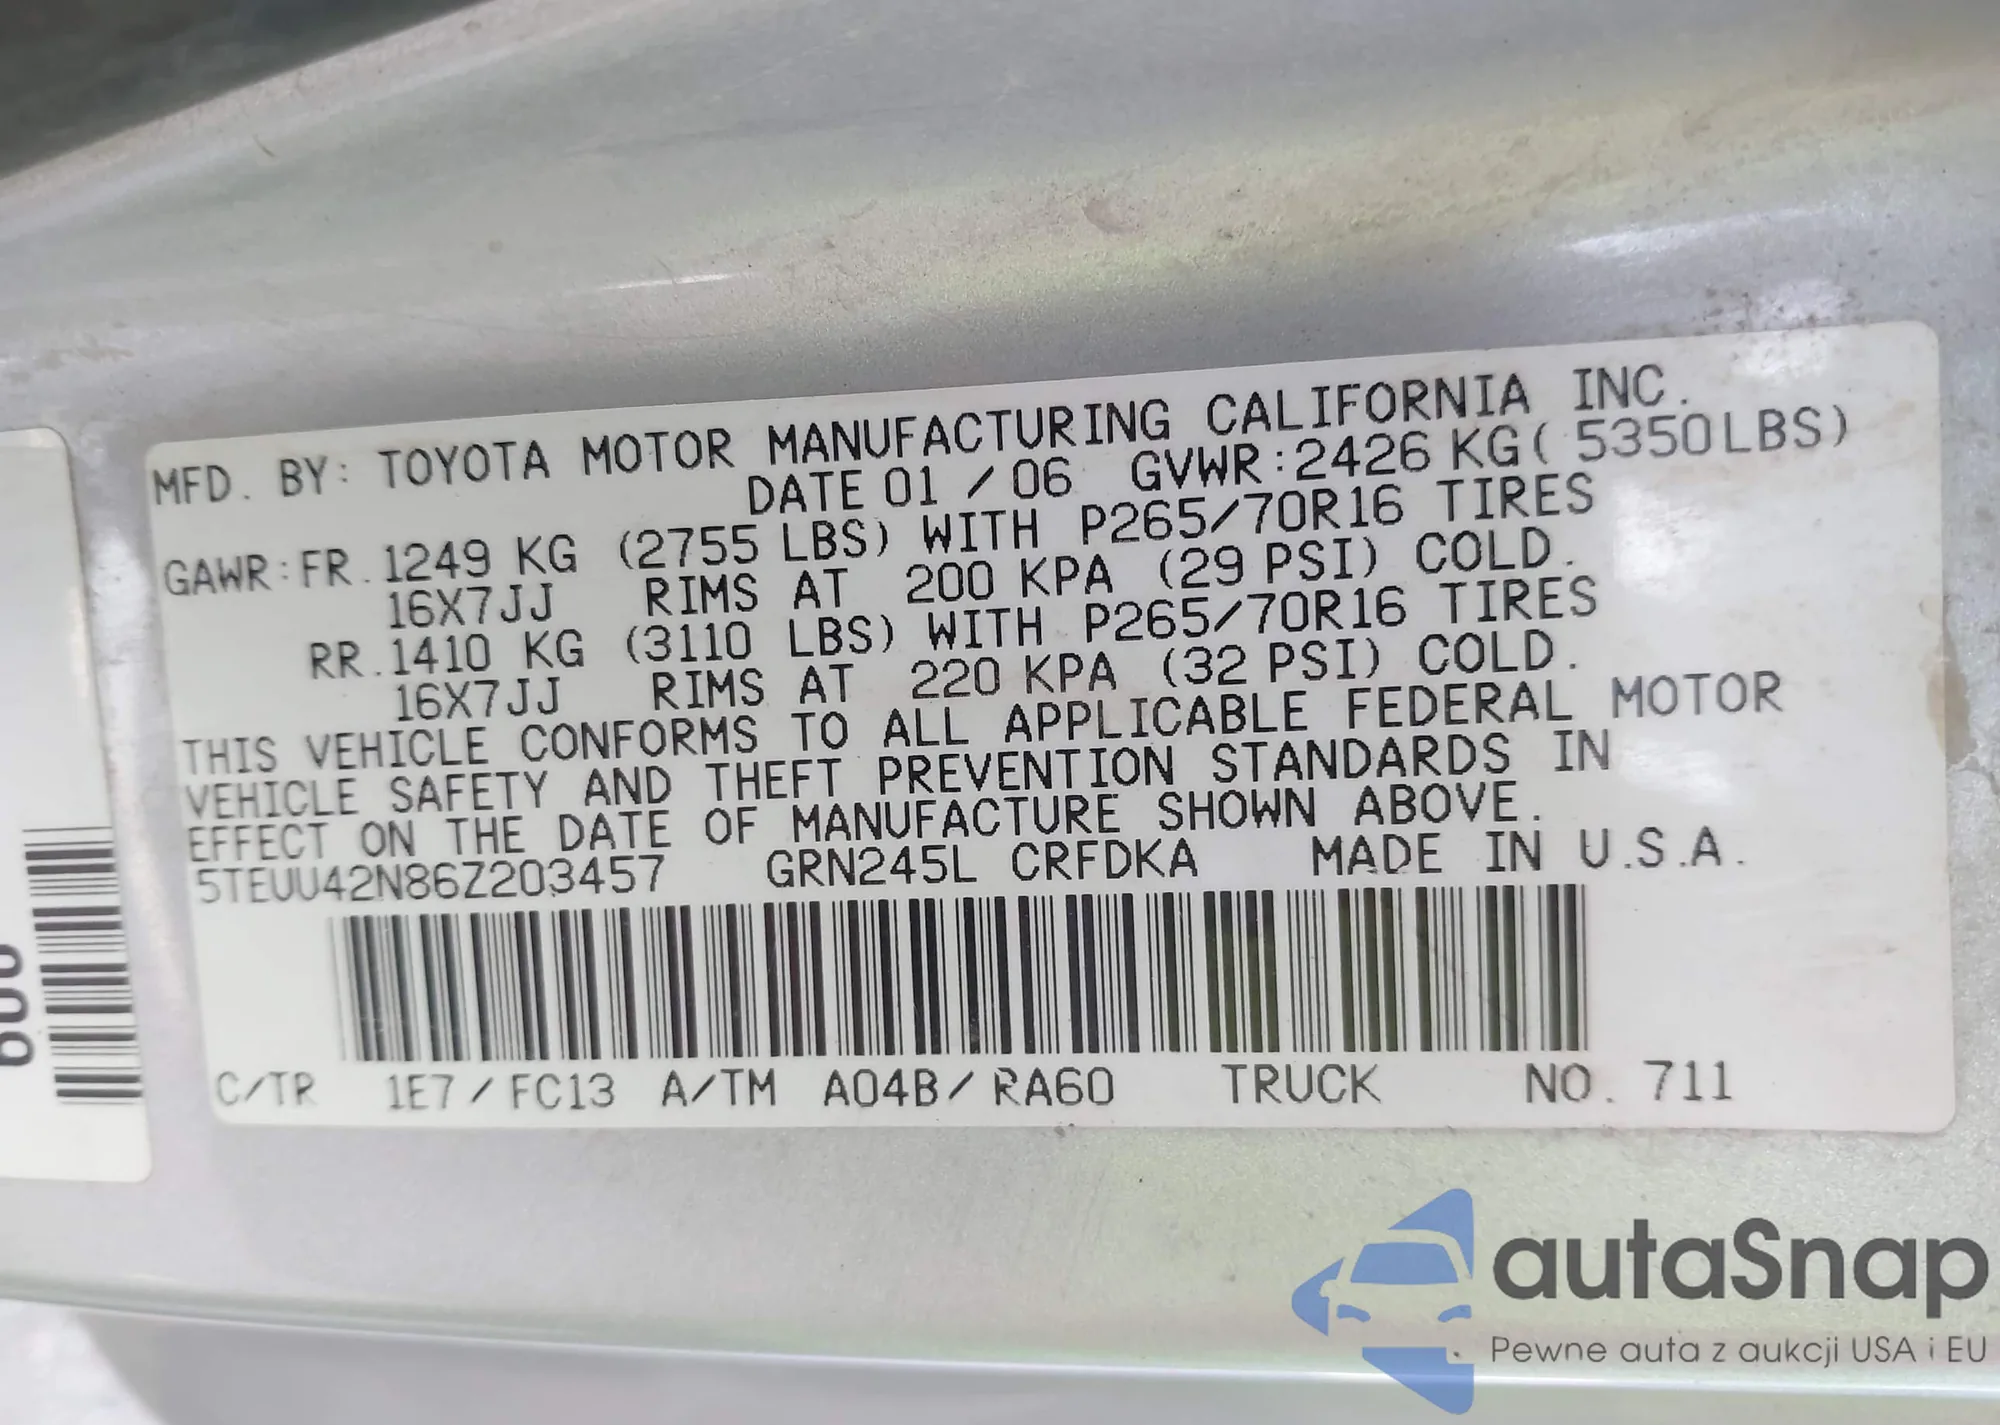 MFD. BY: TOYOTA MOTOR MANUFACTURING CALIFORNIA INC.
DATE 01 / 06 GVWR:2426 KG( 5350LBS)
GAWR:FR.1249 KG (2755 LBS) WITH P265/70R16 TIRES
16X7JJ RIMS AT 200 KPA (29 PSI) COLD.
RR.1410 KG (3110 LBS) WITH P265/70R16 TIRES
16X7JJ RIMS AT 220 KPA (32 PSI) COLD.
THIS VEHICLE CONFORMS TO ALL APPLICABLE FEDERAL MOTOR
VEHICLE SAFETY AND THEFT PREVENTION STANDARDS IN
EFFECT ON THE DATE OF MANUFACTURE SHOWN ABOVE.
5TEUU42N86Z203457 GRN245L CRFDKA MADE IN U.S.A.
C/TR 1E7/FC13 A/TM A04B/RA60 TRUCK NO. 711
autaSnap
Pewne auta z aukcji USA i EU